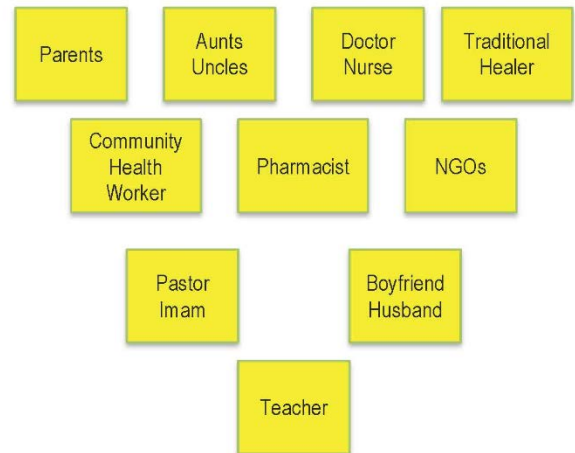 Parents
Aunts
Uncles
Doctor
Nurse
Traditional
Healer
Community
Health
Worker
Pharmacist
NGOs
Pastor
Imam
Boyfriend
Husband
Teacher